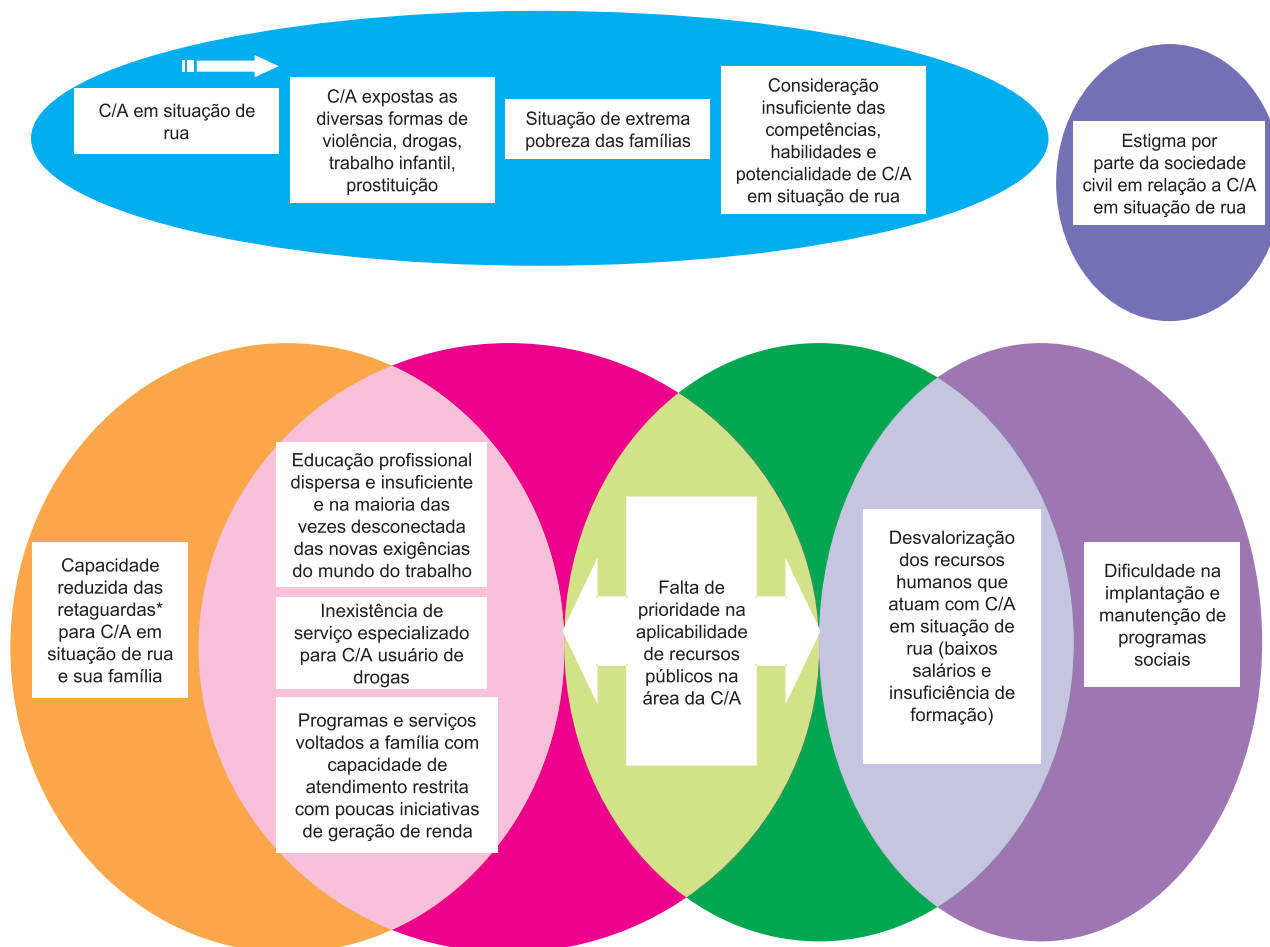 C/A em situação de
rua
C/A expostas as
diversas formas de
violência, drogas,
trabalho infantil,
prostituição
Situação de extrema
pobreza das famílias
Consideração
insuficiente das
competências,
habilidades e
potencialidade de C/A
em situação de rua
Estigma por
parte da sociedade
civil em relação a C/A
em situação de rua
Capacidade
reduzida das
retaguardas*
para C/A em
situação de rua
e sua família
Educação profissional
dispersa e insuficiente
e na maioria das
vezes desconectada
das novas exigências
do mundo do trabalho
Inexistência de
serviço especializado
para C/A usuário de
drogas
Programas e serviços
voltados a família com
capacidade de
atendimento restrita
com poucas iniciativas
de geração de renda
Falta de
prioridade na
aplicabilidade
de recursos
públicos na
área da C/A
Desvalorização
dos recursos
humanos que
atuam com C/A
em situação de
rua (baixos
salários e
insuficiência de
formação)
Dificuldade na
implantação e
manutenção de
programas
sociais